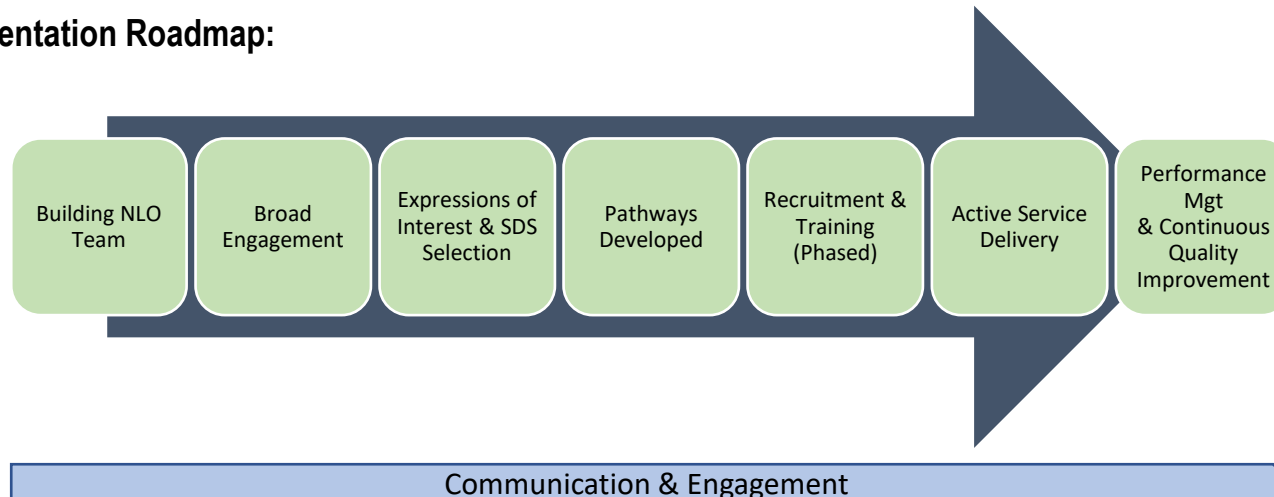 entation Roadmap:
Building NLO
Team
Broad
Engagement
Expressions of
Interest & SDS
Selection
Pathways
Developed
Recruitment &
Training
(Phased)
Active Service
Delivery
Performance
Mgt
& Continuous
Quality
Improvement
Communication & Engagement